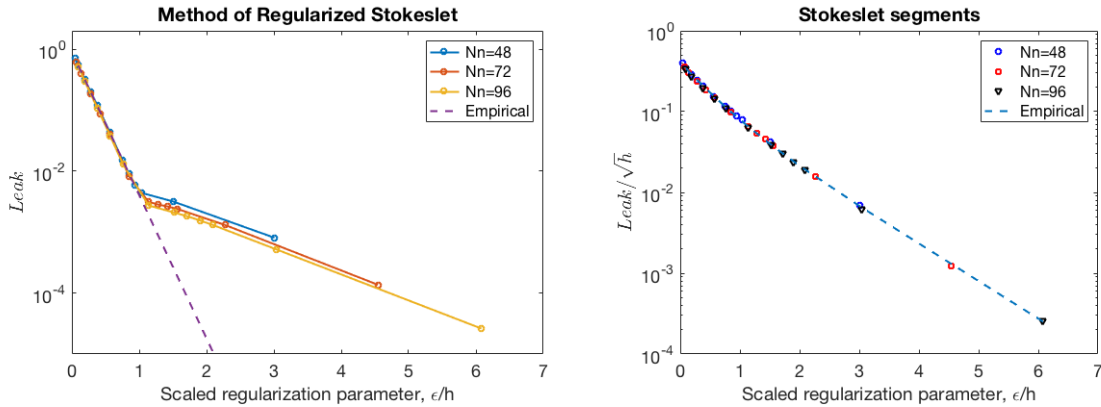 Method of Regularized Stokeslet
10^0
10^-2
10^-4
Leak
Nn=48
Nn=72
Nn=96
Empirical
0 1 2 3 4 5 6 7
Scaled regularization parameter, ϵ/h
Stokeslet segments
10^0
10^-1
10^-2
10^-3
10^-4
Leak/√h
Nn=48
Nn=72
Nn=96
Empirical
0 1 2 3 4 5 6 7
Scaled regularization parameter, ϵ/h